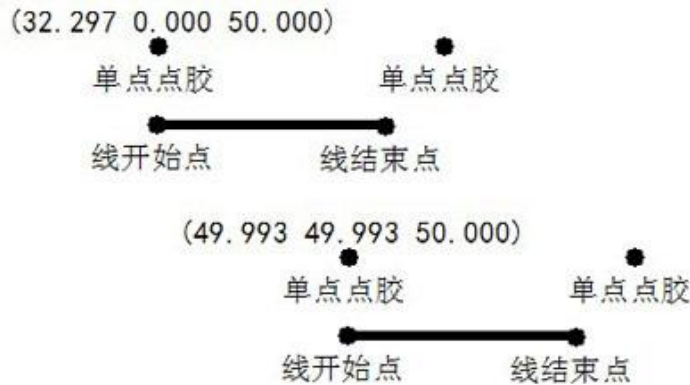 (32.297 0.000 50.000)
单点点胶 单点点胶
线开始点 线结束点
(49.993 49.993 50.000)
单点点胶 单点点胶
线开始点 线结束点